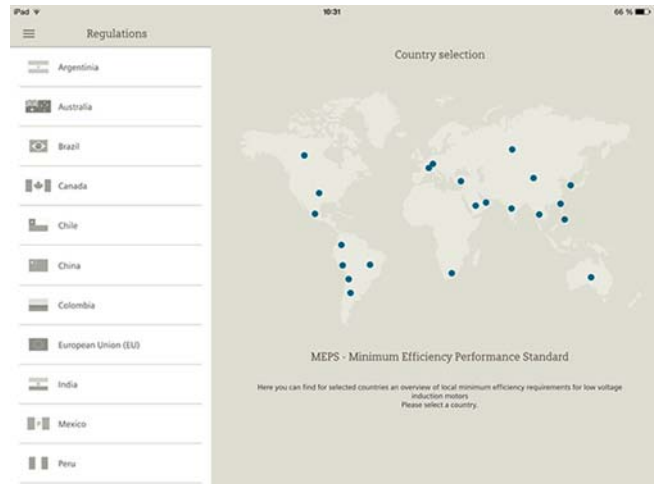 iPad
10:31
66 %
Regulations
Argentinia
Australia
Brazil
Canada
Chile
China
Colombia
European Union (EU)
India
Mexico
Peru
Country selection
MEPS - Minimum Efficiency Performance Standard
Here you can find for selected countries an overview of local minimum efficiency requirements for low voltage
induction motors
Please select a country.